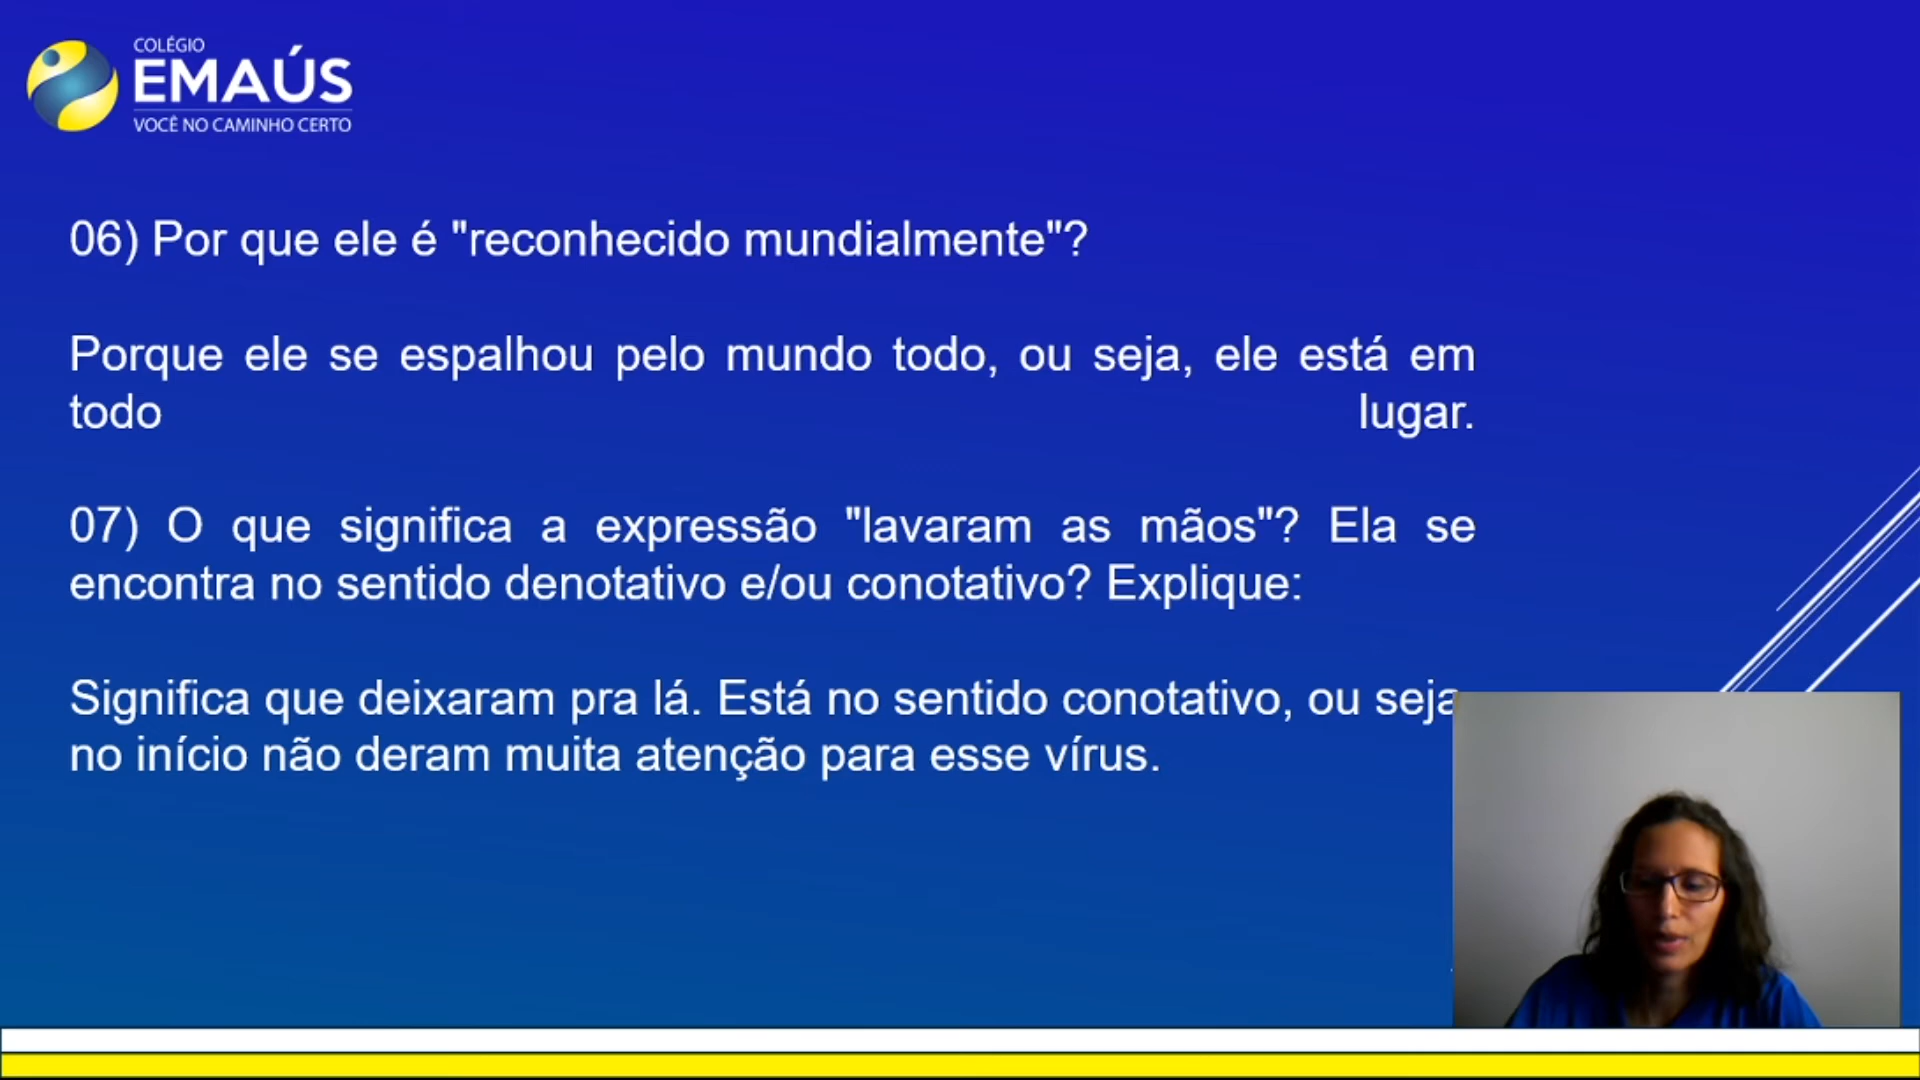 COLÉGIO
EMAÚS
VOCÊ NO CAMINHO CERTO
06) Por que ele é "reconhecido mundialmente"?
Porque ele se espalhou pelo mundo todo, ou seja, ele está em
todo lugar.
07) O que significa a expressão "lavaram as mãos"? Ela se
encontra no sentido denotativo e/ou conotativo? Explique:
Significa que deixaram pra lá. Está no sentido conotativo, ou seja
no início não deram muita atenção para esse vírus.